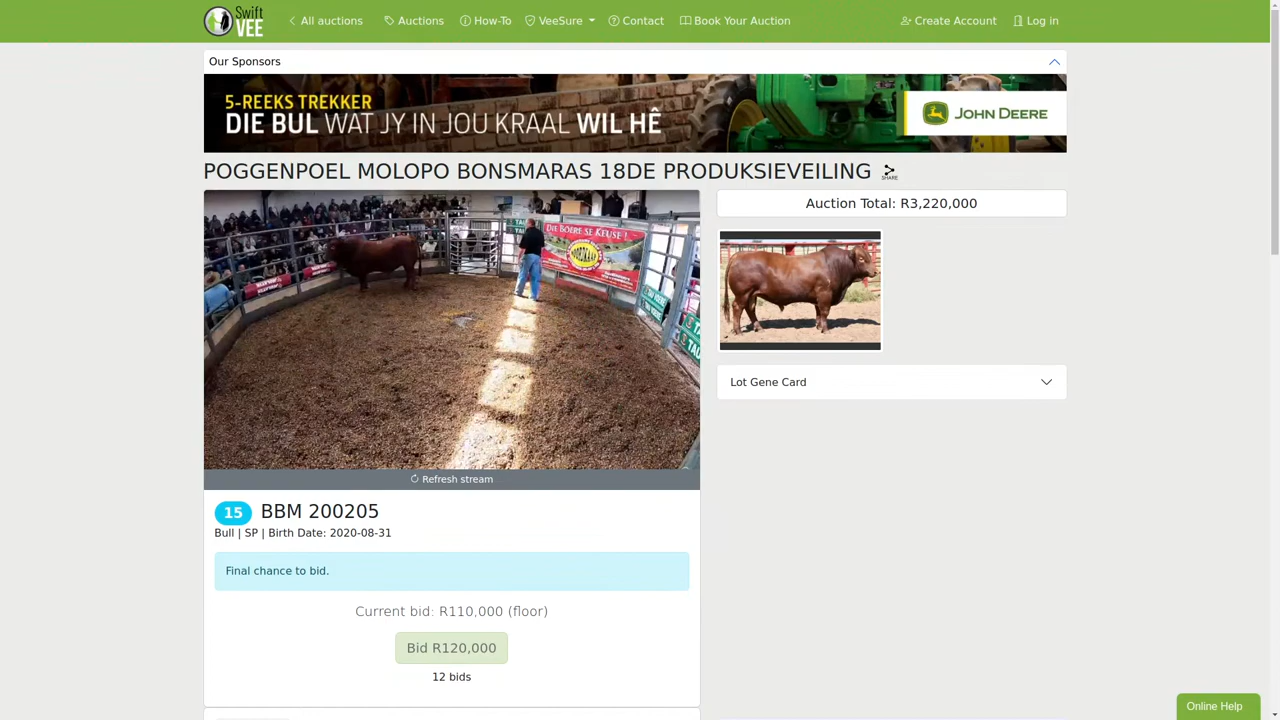 Swift
VEE
All auctions
Auctions
How-To
VeeSure
Contact
Book Your Auction
Create Account
Log in
Our Sponsors
5-REEKS TREKKER
DIE BUL WAT JY IN JOU KRAAL WIL HÊ
JOHN DEERE
POGGENPOEL MOLOPO BONSMARAS 18DE PRODUKSIEVEILING
SHARE
Auction Total: R3,220,000
DIE BOERE SE KEUSE !...
Lot Gene Card
Refresh stream
15 BBM 200205
Bull | SP | Birth Date: 2020-08-31
Final chance to bid.
Current bid: R110,000 (floor)
Bid R120,000
12 bids
Online Help